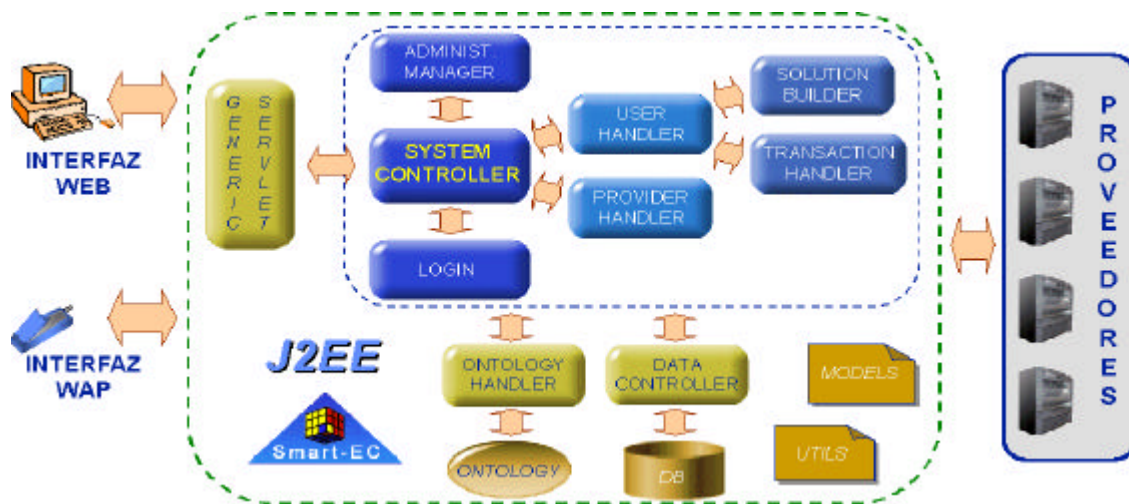 INTERFAZ
WEB
INTERFAZ
WAP
GENERIC
SERVLET
ADMINIST.
MANAGER
SYSTEM
CONTROLLER
LOGIN
USER
HANDLER
PROVIDER
HANDLER
SOLUTION
BUILDER
TRANSACTION
HANDLER
J2EE
Smart-EC
ONTOLOGY
HANDLER
ONTOLOGY
DATA
CONTROLLER
DB
MODELS
UTILS
PROVEEDORES